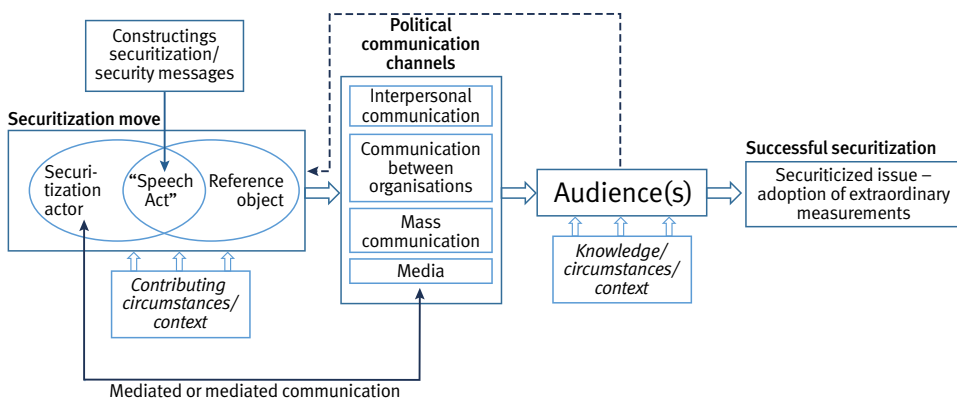 Constructings
securitization/
security messages
Political
communication
channels
Securitization move
Securi-
tization
actor
“Speech
Act”
Reference
object
Contributing
circumstances/
context
Interpersonal
communication
Communication
between
organisations
Mass
communication
Media
Audience(s)
Knowledge/
circumstances/
context
Successful securitization
Securiticized issue –
adoption of extraordinary
measurements
Mediated or mediated communication